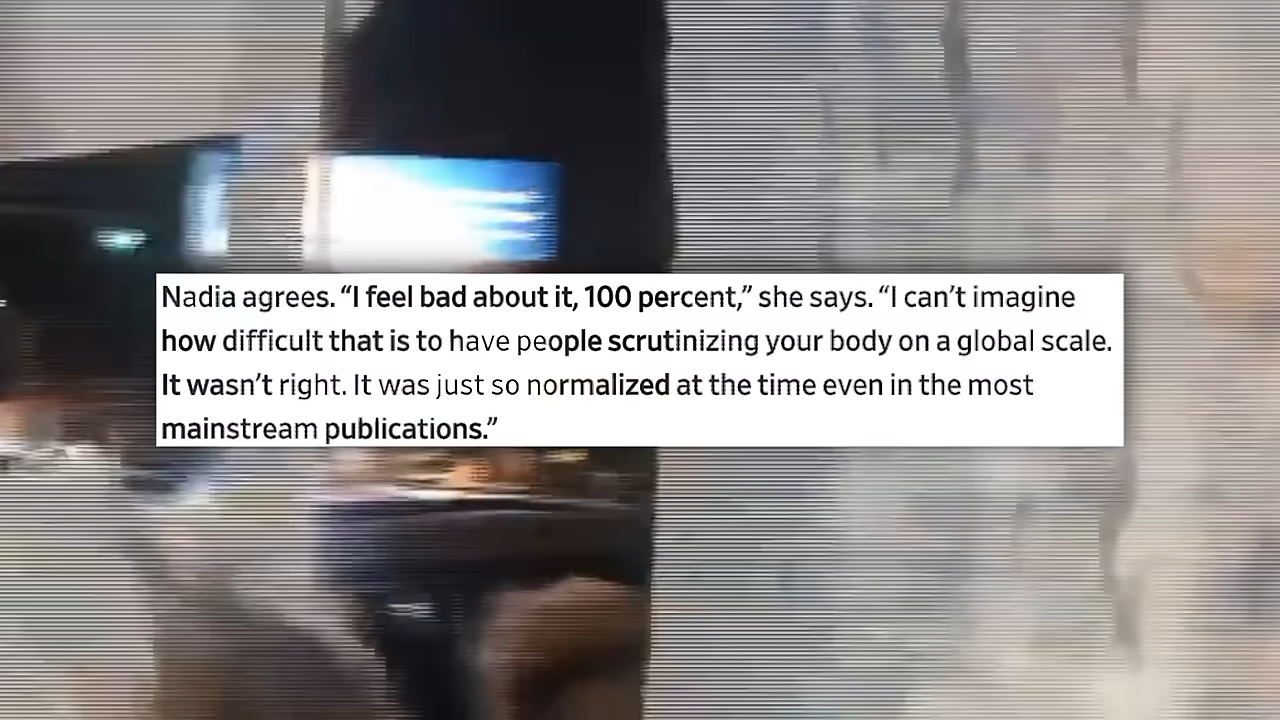 Nadia agrees. “I feel bad about it, 100 percent,” she says. “I can’t imagine
how difficult that is to have people scrutinizing your body on a global scale.
It wasn’t right. It was just so normalized at the time even in the most
mainstream publications.”